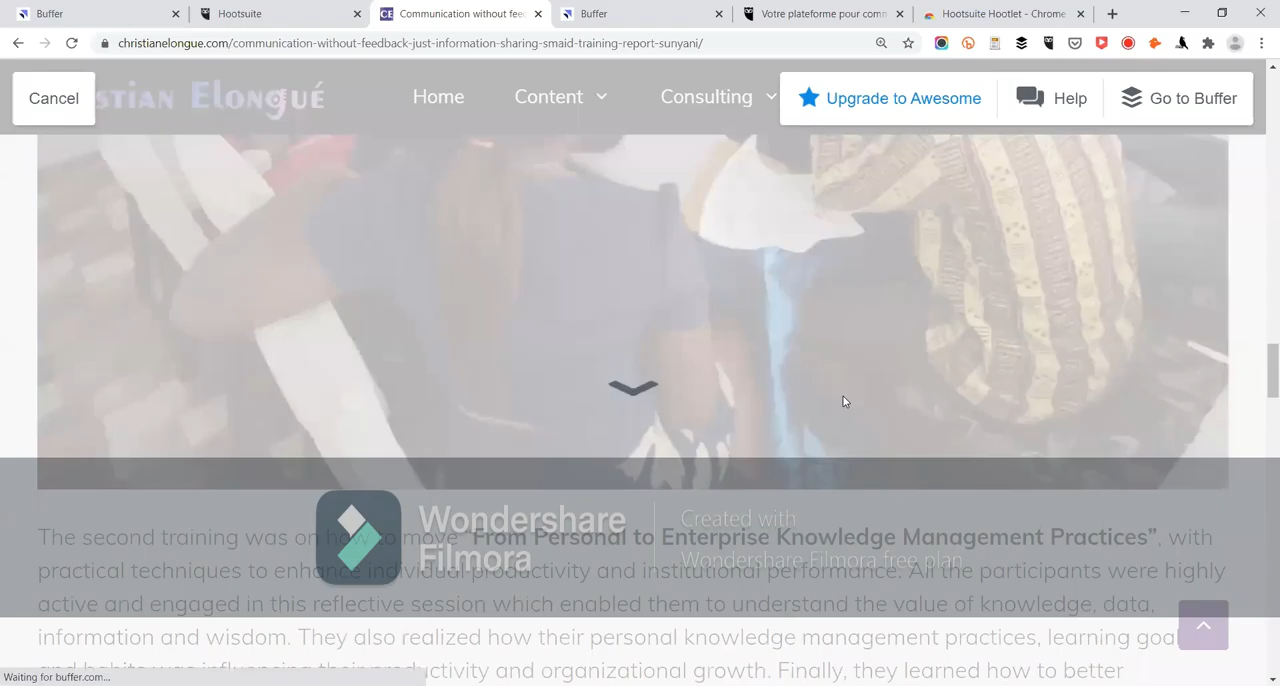 Buffer
Hootsuite
Communication without feed
Buffer
Votre plateforme pour comm
Hootsuite Hootlet - Chrome
christianelongue.com/communication-without-feedback-just-information-sharing-smaid-training-report-sunyani/
Cancel
STIAN ELONGUÉ
Home
Content
Consulting
Upgrade to Awesome
Help
Go to Buffer
Wondershare
Filmora
Created with
Wondershare Filmora free plan
The second training was on how to move "From Personal to Enterprise Knowledge Management Practices", with
practical techniques to enhance individual productivity and institutional performance. All the participants were highly
active and engaged in this reflective session which enabled them to understand the value of knowledge, data,
information and wisdom. They also realized how their personal knowledge management practices, learning goa
and habits was influencing their productivity and organizational growth. Finally, they learned how to better
Waiting for buffer.com...